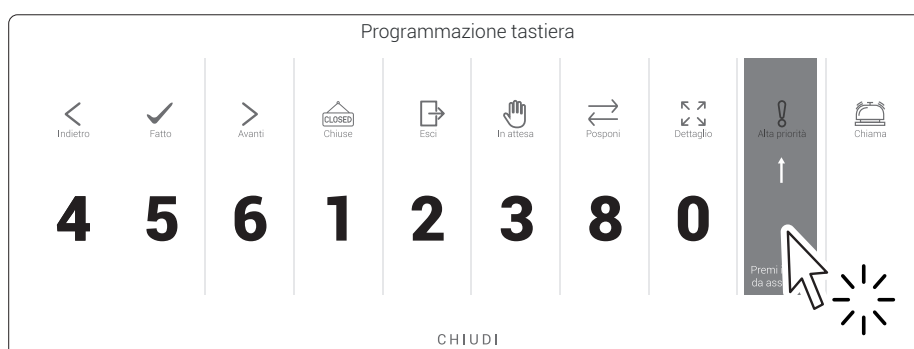 Programmazione tastiera
CLOSED
Indietro Fatto Avanti Chiuse Esci In attesa Posponi Dettaglio Alta priorità Chiama
4 5 6 1 2 3 8 0
Premi
da
CHIUDI